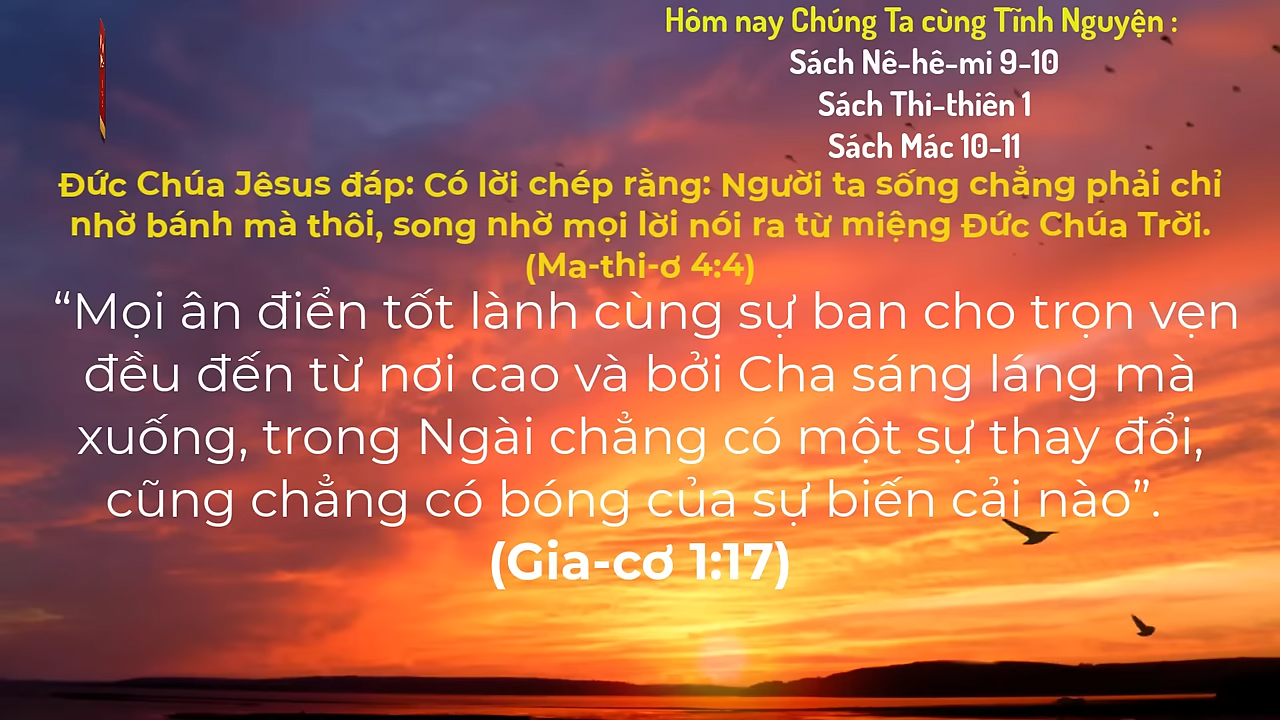 Hôm nay Chúng Ta cùng Tĩnh Nguyện :
Sách Nê-hê-mi 9-10
Sách Thi-thiên 1
Sách Mác 10-11
Đức Chúa Jêsus đáp: Có lời chép rằng: Người ta sống chẳng phải chỉ
nhờ bánh mà thôi, song nhờ mọi lời nói ra từ miệng Đức Chúa Trời.
(Ma-thi-ơ 4:4)
“Mọi ân điển tốt lành cùng sự ban cho trọn vẹn
đều đến từ nơi cao và bởi Cha sáng láng mà
xuống, trong Ngài chẳng có một sự thay đổi,
cũng chẳng có bóng của sự biến cải nào”.
(Gia-cơ 1:17)